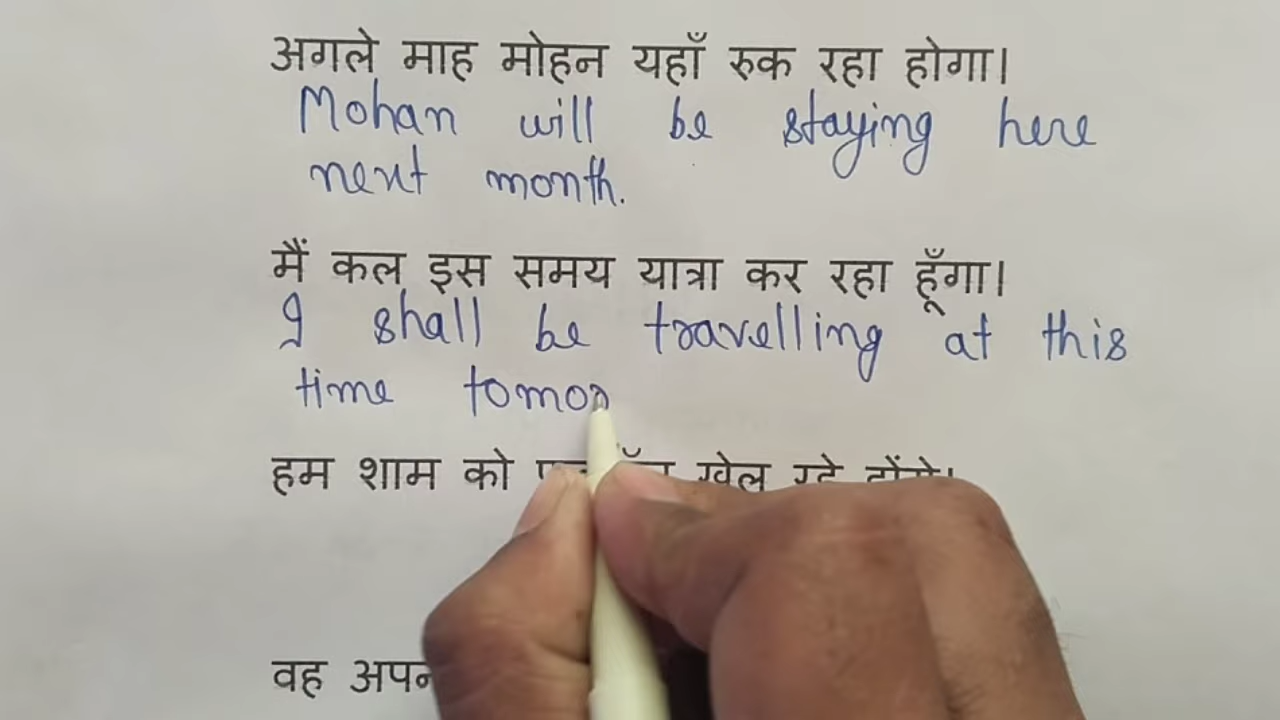 अगले माह मोहन यहाँ रुक रहा होगा।
Mohan will be staying here
next month.
मैं कल इस समय यात्रा कर रहा हूँगा।
I shall be travelling at this
time tomor
हम शाम को खेल रहे होंगे।
वह